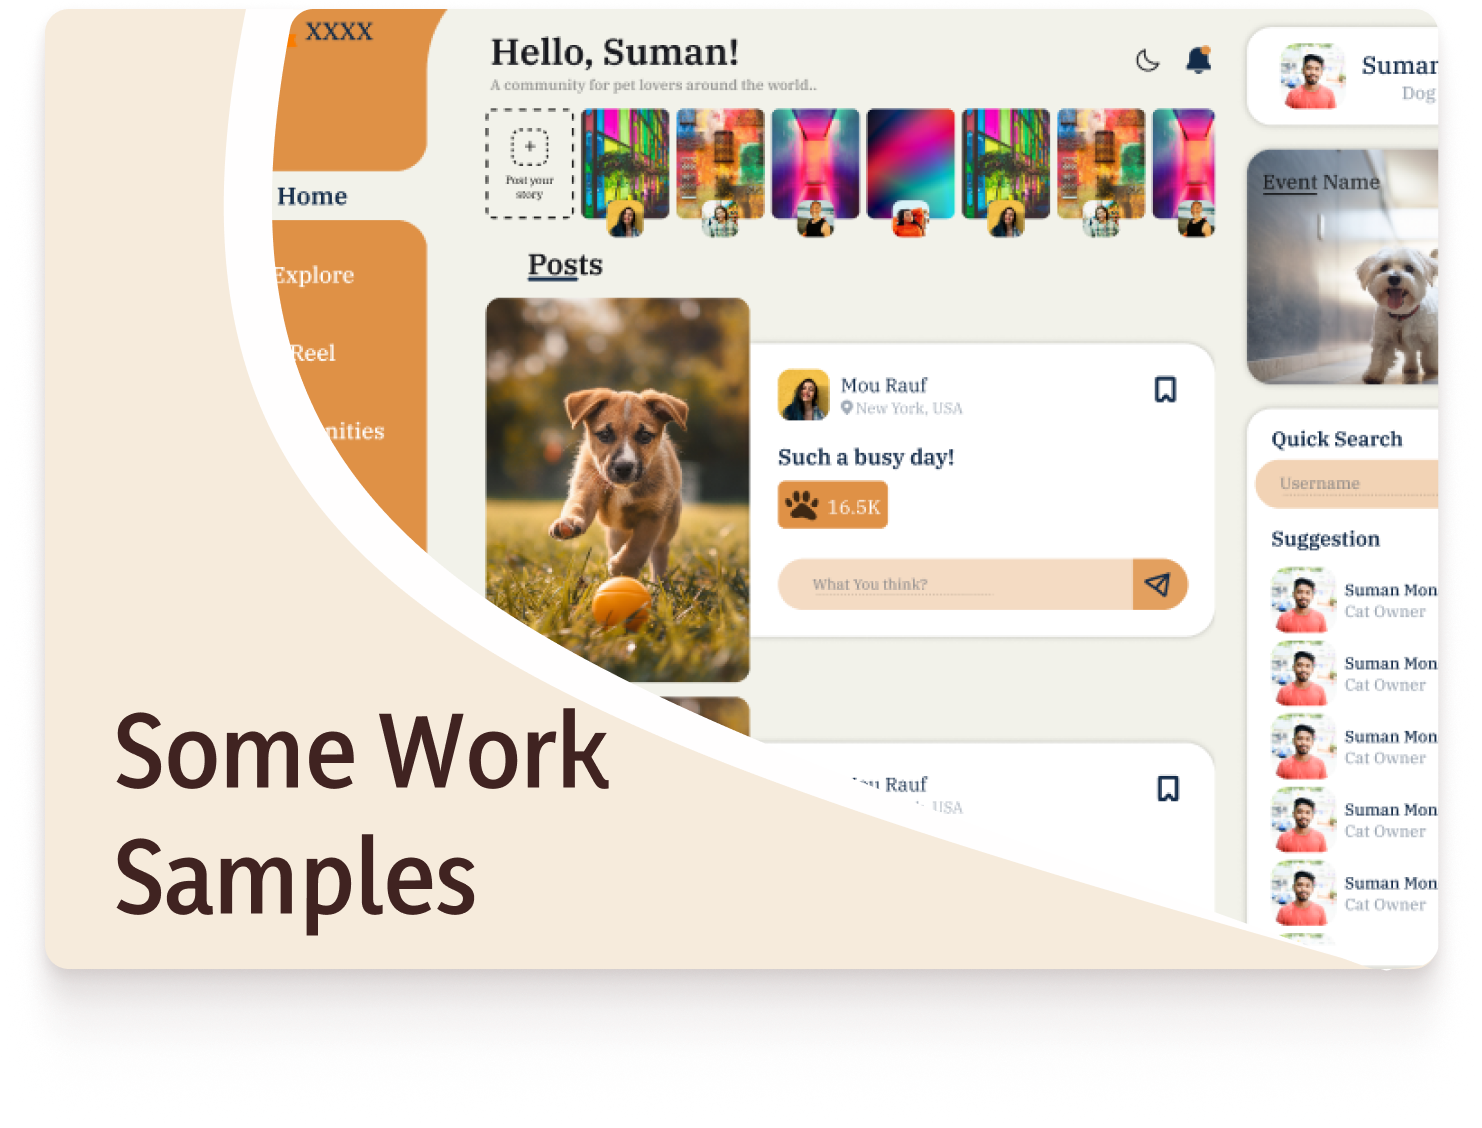 XXXX
Home
Explore
Reel
Hello, Suman!
A community for pet lovers around the world..
+
Post your
story
Posts
Mou Rauf
New York, USA
Such a busy day!
16.5K
What You think?
Rauf
USA
Suman
Dog
Event Name
Quick Search
Username
Suggestion
Suman Mon
Cat Owner
Suman Mon
Cat Owner
Suman Mon
Cat Owner
Suman Mon
Cat Owner
Suman Mon
Cat Owner
Some Work
Samples